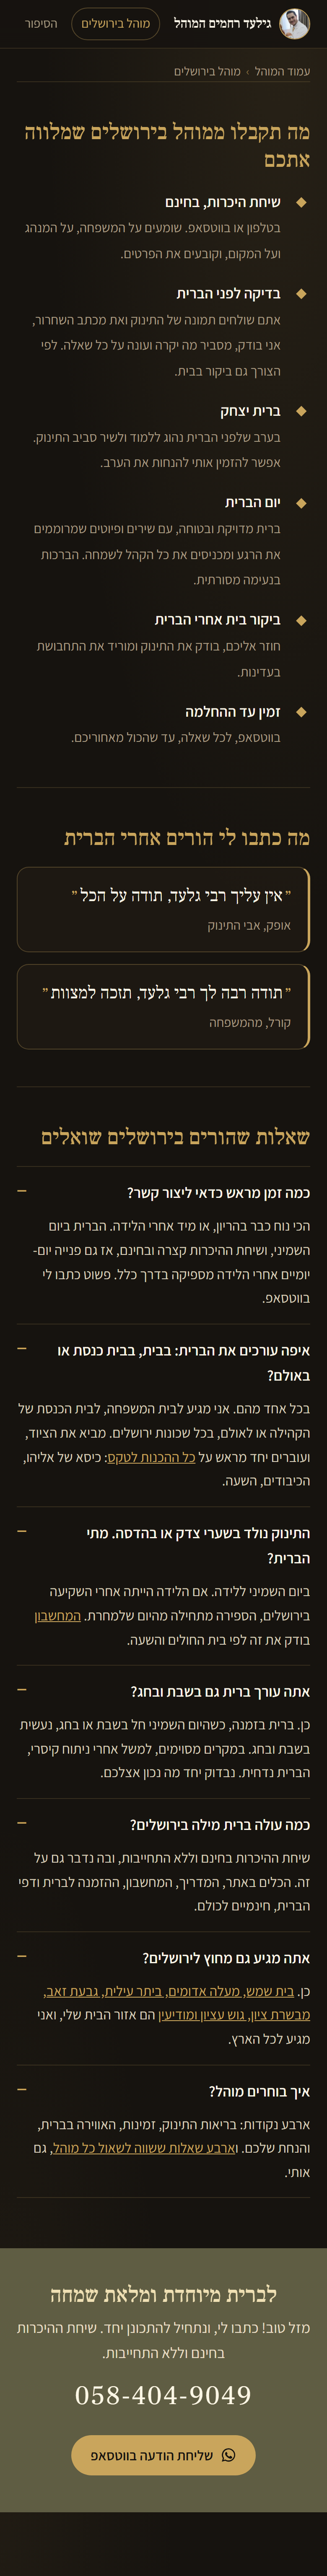 גילעד רחמים המוהל
מוהל בירושלים
הסיפור
עמוד המוהל › מוהל בירושלים
מה תקבלו ממוהל בירושלים שמלווה
אתכם
שיחת היכרות, בחינם
בטלפון או בווטסאפ. שומעים על המשפחה, על המנהג
ועל המקום, וקובעים את הפרטים.
בדיקה לפני הברית
אתם שולחים תמונה של התינוק ואת מכתב השחרור,
אני בודק, מסביר מה יקרה ועונה על כל שאלה. לפי
הצורך גם ביקור בבית.
ברית יצחק
בערב שלפני הברית נהוג ללמוד ולשיר סביב התינוק.
אפשר להזמין אותי להנחות את הערב.
יום הברית
ברית מדויקת ובטוחה, עם שירים ופיוטים שמרוממים
את הרגע ומכניסים את כל הקהל לשמחה. הברכות
בנעימה מסורתית.
ביקור בית אחרי הברית
חוזר אליכם, בודק את התינוק ומוריד את התחבושת
בעדינות.
זמין עד ההחלמה
בווטסאפ, לכל שאלה, עד שהכול מאחוריכם.
מה כתבו לי הורים אחרי הברית
"אין עליך רבי גלעד, תודה על הכל"
אופק, אבי התינוק
"תודה רבה לך רבי גלעד, תזכה למצוות"
קורל, מהמשפחה
שאלות שהורים בירושלים שואלים
כמה זמן מראש כדאי ליצור קשר?
הכי נוח כבר בהריון, או מיד אחרי הלידה. הברית ביום
השמיני, ושיחת ההיכרות קצרה ובחינם, אז גם פנייה יום-
יומיים אחרי הלידה מספיקה בדרך כלל. פשוט כתבו לי
בווטסאפ.
איפה עורכים את הברית: בבית, בבית כנסת או
באולם?
בכל אחד מהם. אני מגיע לבית המשפחה, לבית הכנסת של
הקהילה או לאולם, בכל שכונות ירושלים. מביא את הציוד,
ועוברים יחד מראש על כל ההכנות לטקס: כיסא של אליהו,
הכיבודים, השעה.
התינוק נולד בשערי צדק או בהדסה. מתי
הברית?
ביום השמיני ללידה. אם הלידה הייתה אחרי השקיעה
בירושלים, הספירה מתחילה מהיום שלמחרת. המחשבון
בודק את זה לפי בית החולים והשעה.
אתה עורך ברית גם בשבת ובחג?
כן. ברית בזמנה, כשהיום השמיני חל בשבת או בחג, נעשית
בשבת ובחג. במקרים מסוימים, למשל אחרי ניתוח קיסרי,
הברית נדחית. נבדוק יחד מה נכון אצלכם.
כמה עולה ברית מילה בירושלים?
שיחת ההיכרות בחינם וללא התחייבות, ובה נדבר גם על
זה. הכלים באתר, המדריך, המחשבון, ההזמנה לברית ודפי
הברית, חינמיים לכולם.
אתה מגיע גם מחוץ לירושלים?
כן. בית שמש, מעלה אדומים, ביתר עילית, גבעת זאב,
מבשרת ציון, גוש עציון ומודיעין הם אזור הבית שלי, ואני
מגיע לכל הארץ.
איך בוחרים מוהל?
ארבע נקודות: בריאות התינוק, זמינות, האווירה בברית,
והנחת שלכם. וארבע שאלות ששווה לשאול כל מוהל, גם
אותי.
לברית מיוחדת ומלאת שמחה
מזל טוב! כתבו לי, ונתחיל להתכונן יחד. שיחת ההיכרות
בחינם וללא התחייבות.
058-404-9049
שליחת הודעה בווטסאפ